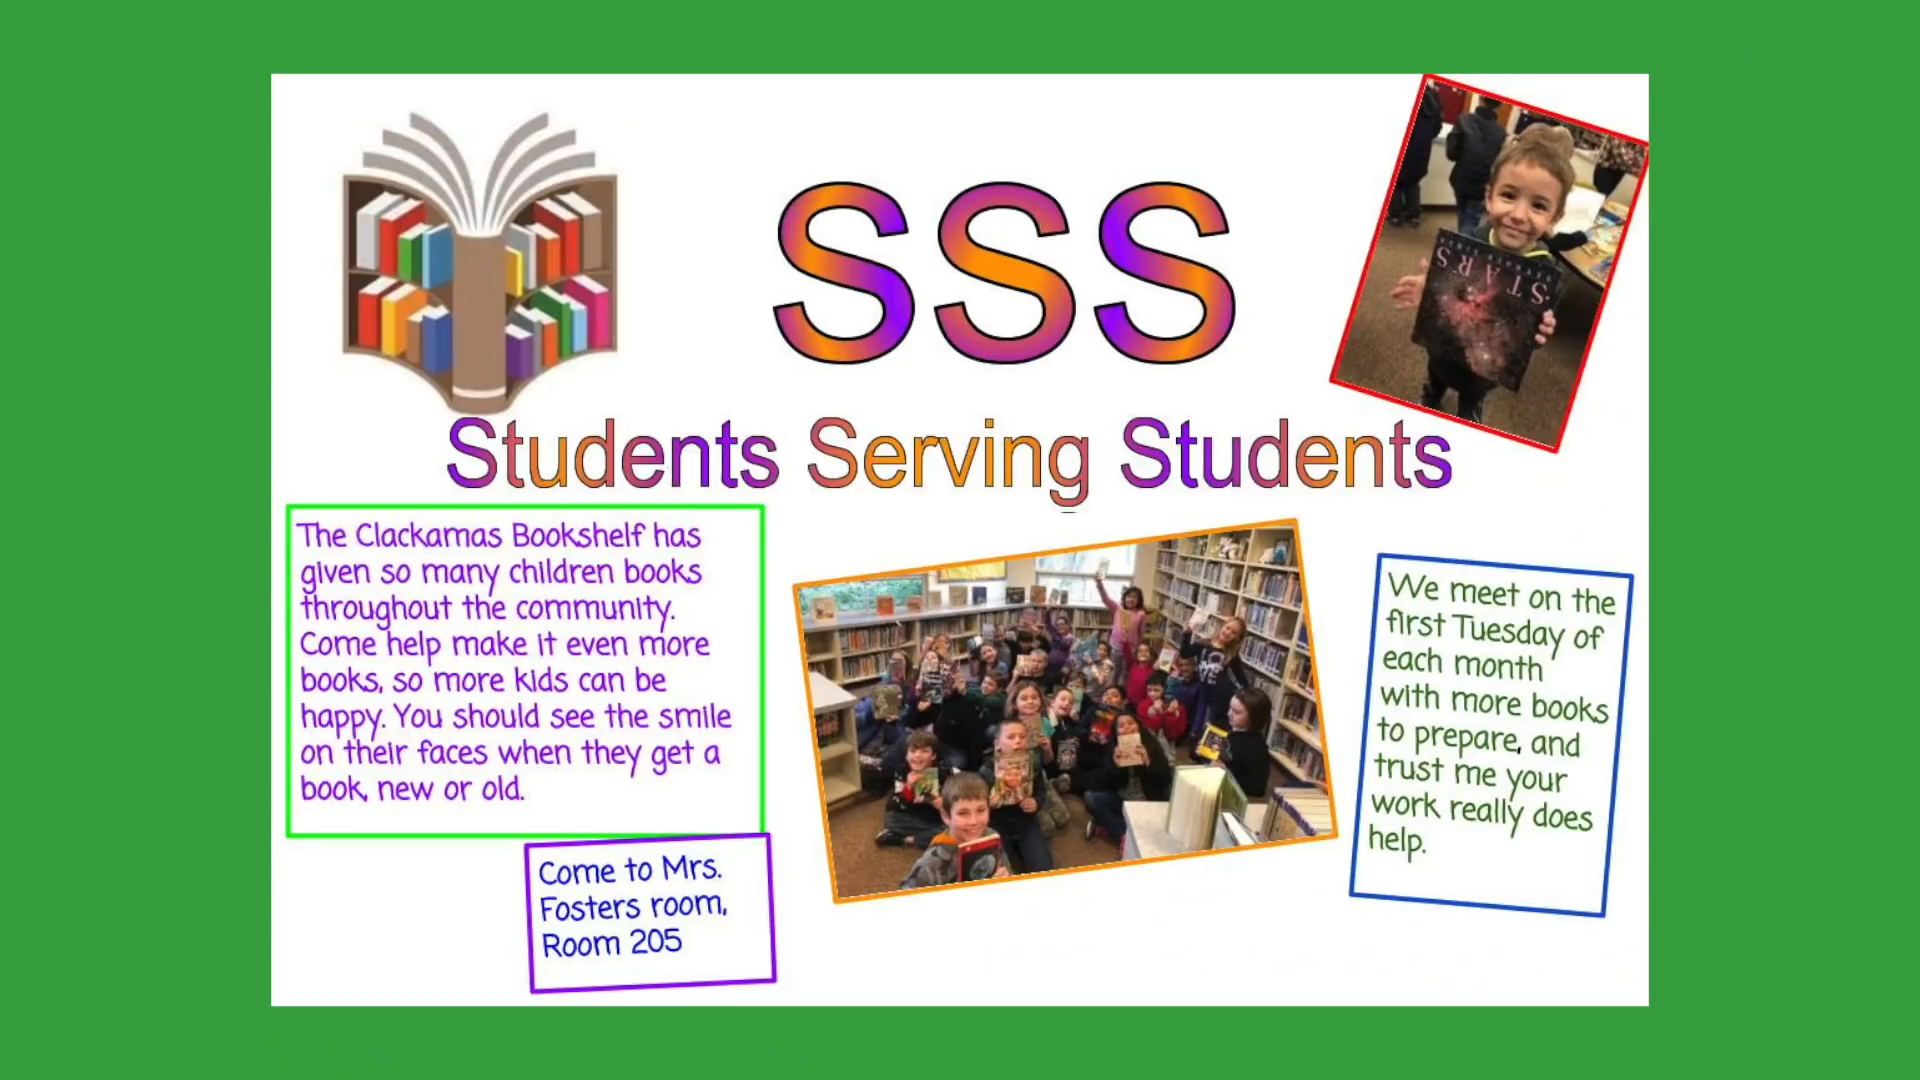 SSS
Students Serving Students
STARS
The Clackamas Bookshelf has
given so many children books
throughout the community.
Come help make it even more
books, so more kids can be
happy. You should see the smile
on their faces when they get a
book, new or old.
Come to Mrs.
Fosters room,
Room 205
We meet on the
first Tuesday of
each month
with more books
to prepare, and
trust me your
work really does
help.